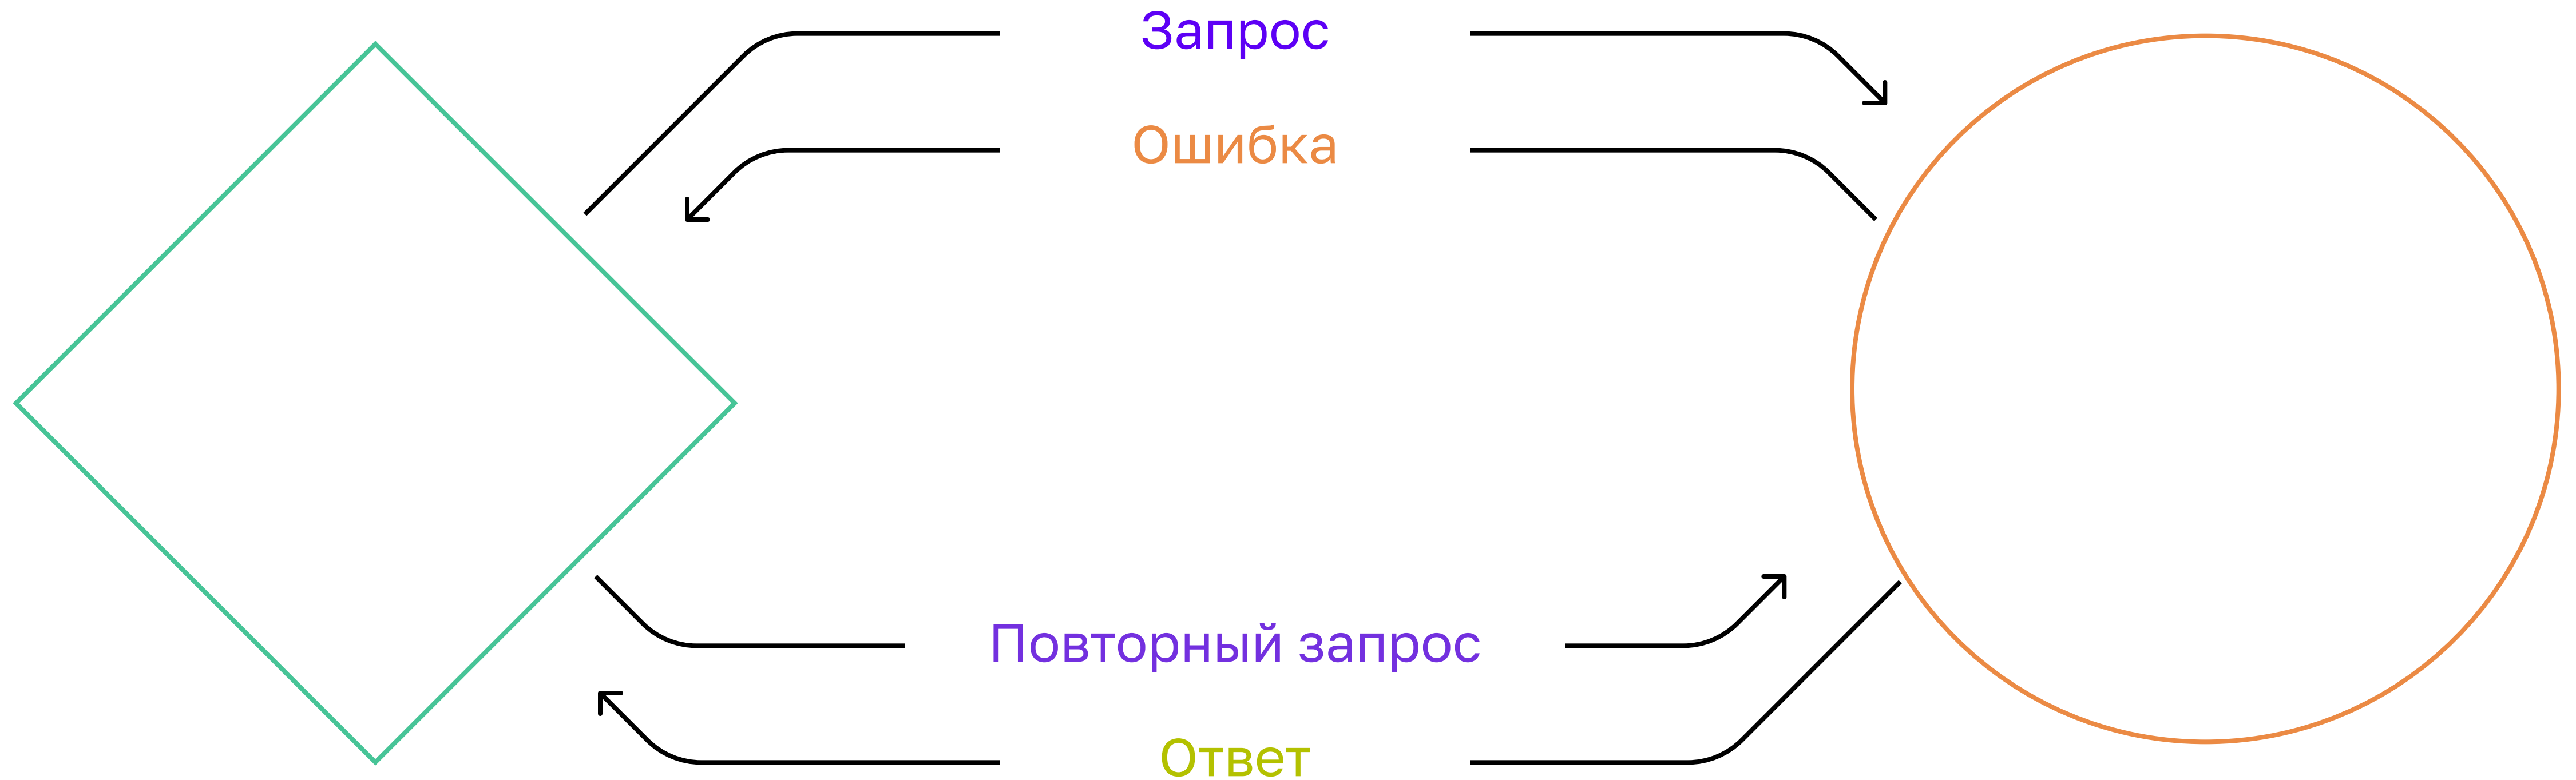 Запрос
Ошибка
Повторный запрос
Ответ